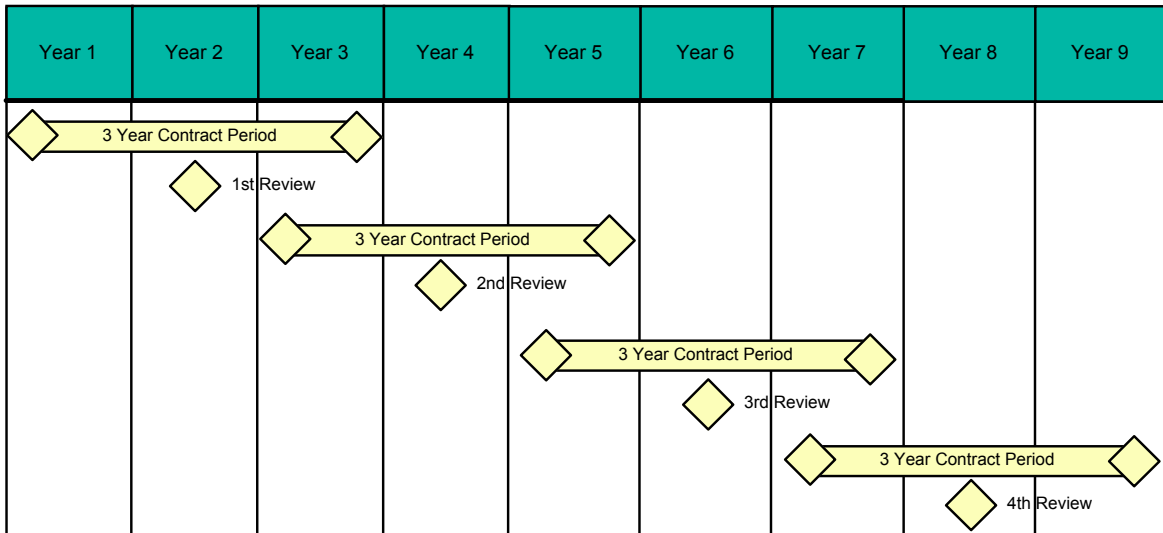 Year 1 Year 2 Year 3 Year 4 Year 5 Year 6 Year 7 Year 8 Year 9
3 Year Contract Period
1st Review
3 Year Contract Period
2nd Review
3 Year Contract Period
3rd Review
3 Year Contract Period
4th Review